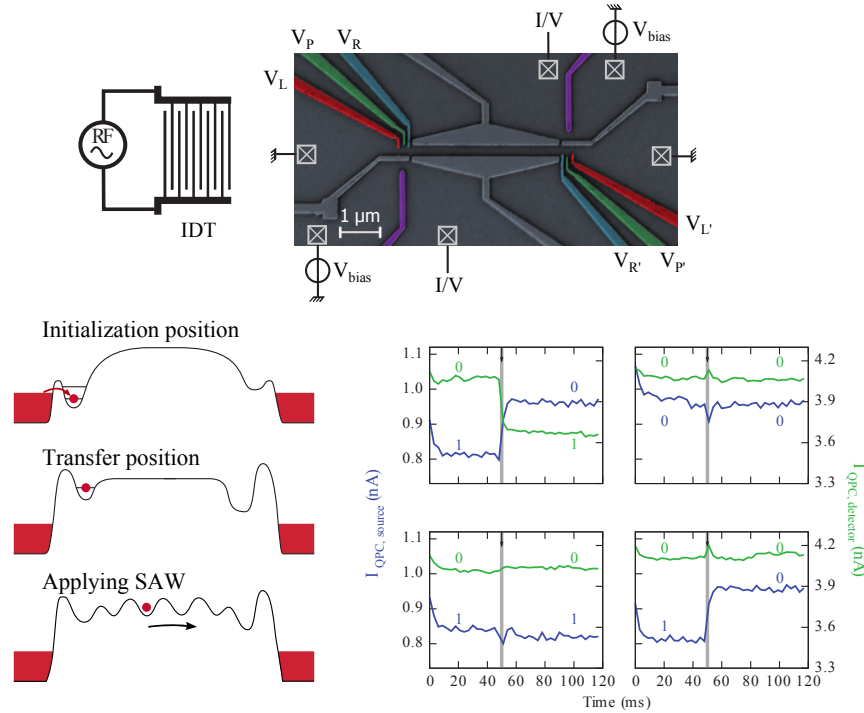 I/V
V_bias
V_P
V_R
V_L
RF
IDT
1 µm
V_L'
V_bias
I/V
V_R'
V_P'
Initialization position
Transfer position
Applying SAW
I QPC, source (nA)
1.1
1.0
0.9
0.8
0
0
1
1
0
0
0
0
4.2
3.9
3.6
3.3
1.1
1.0
0.9
0.8
0
0
1
1
0
0
1
0
4.2
3.9
3.6
3.3
I QPC, detector (nA)
0 20 40 60 80 100 120
0 20 40 60 80 100 120
Time (ms)